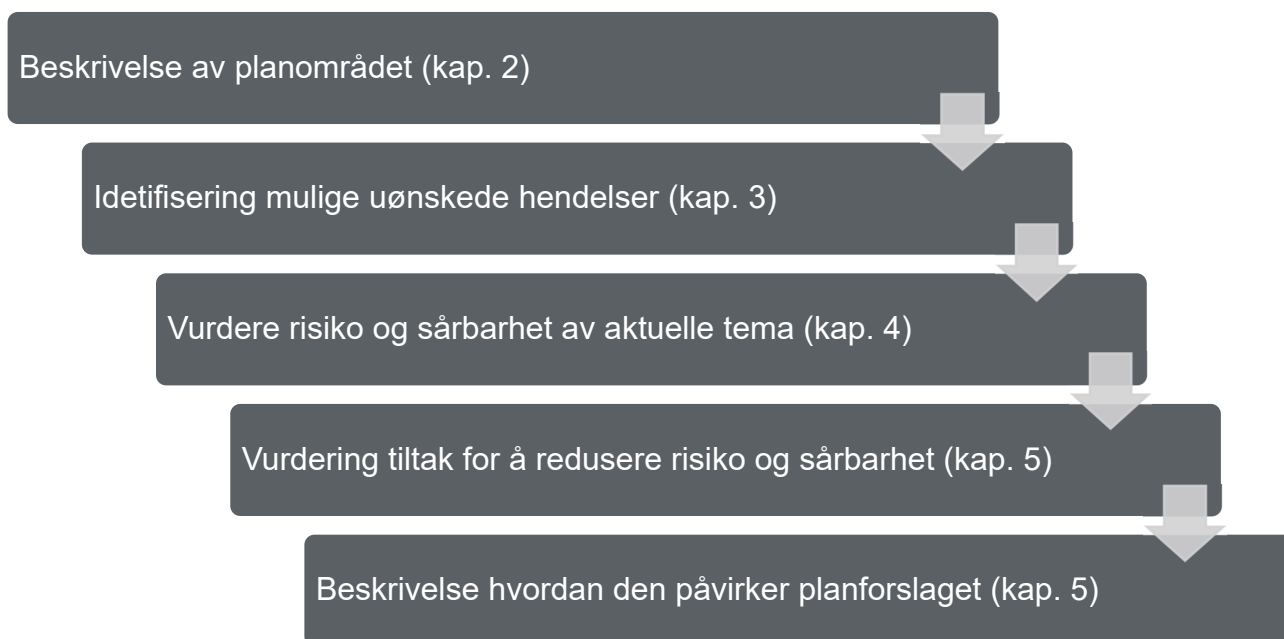 Beskrivelse av planområdet (kap. 2)
Idetifisering mulige uønskede hendelser (kap. 3)
Vurdere risiko og sårbarhet av aktuelle tema (kap. 4)
Vurdering tiltak for å redusere risiko og sårbarhet (kap. 5)
Beskrivelse hvordan den påvirker planforslaget (kap. 5)